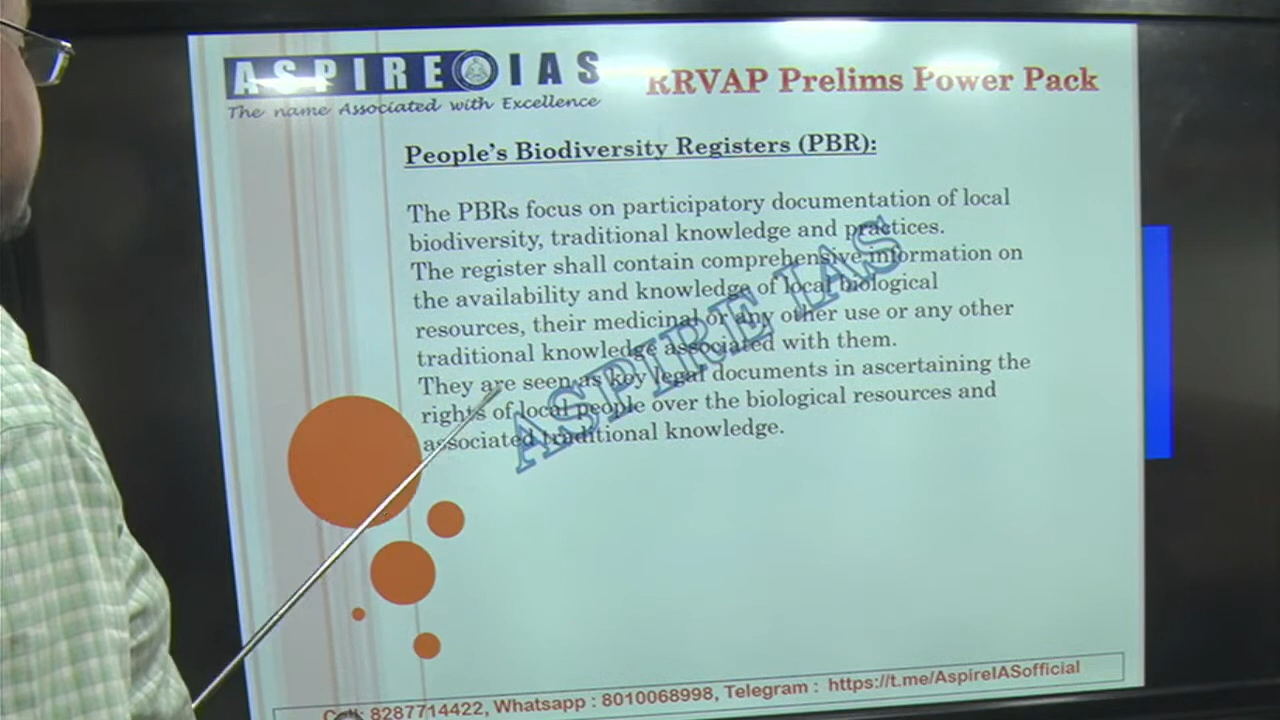 ASPIRE IAS
The name Associated with Excellence
RRVAP Prelims Power Pack
People's Biodiversity Registers (PBR):
The PBRs focus on participatory documentation of local
biodiversity, traditional knowledge and practices.
The register shall contain comprehensive information on
the availability and knowledge of local biological
resources, their medicinal or any other use or any other
traditional knowledge associated with them.
They are seen as key legal documents in ascertaining the
rights of local people over the biological resources and
associated traditional knowledge.
ASPIRE IAS
Call: 8287714422, Whatsapp : 8010068998, Telegram : https://t.me/AspireIASofficial